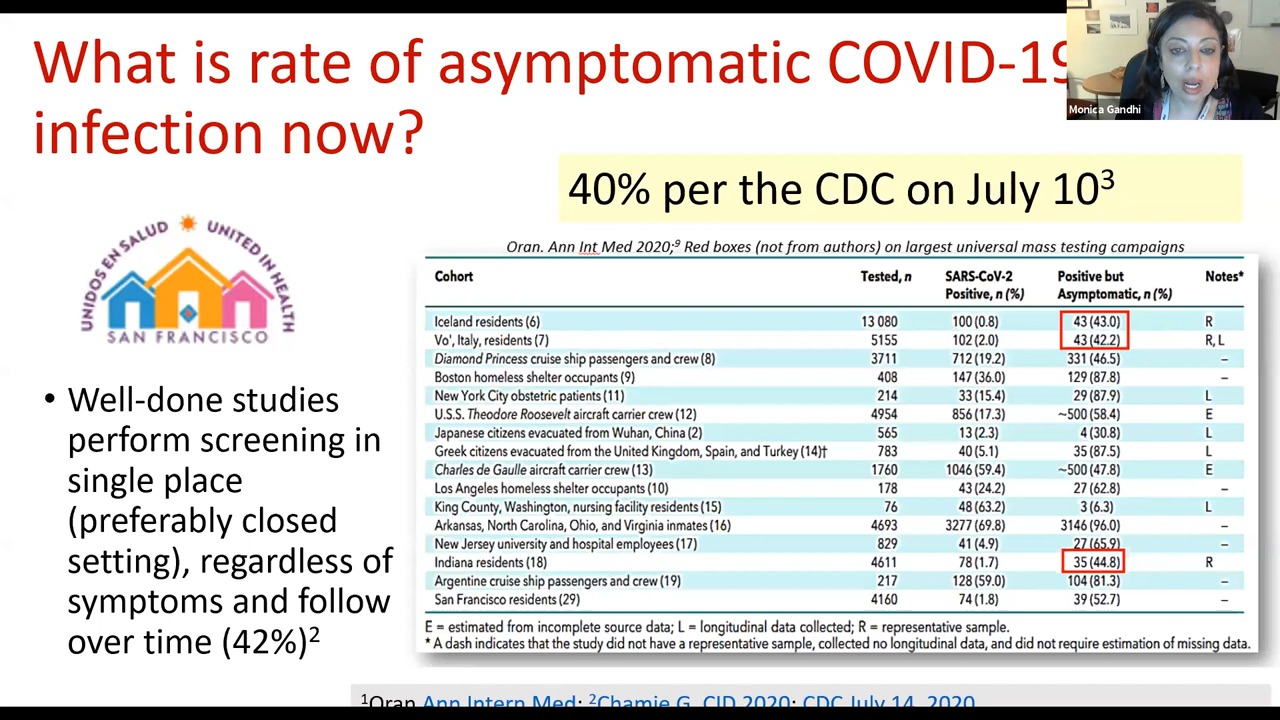 What is rate of asymptomatic COVID-19
infection now?
Monica Gandhi
40% per the CDC on July 10³
UNIDOS EN SALUD UNITED IN HEALTH
SAN FRANCISCO
Oran. Ann Int Med 2020;⁹ Red boxes (not from authors) on largest universal mass testing campaigns
Cohort Tested, n SARS-CoV-2 Positive, n (%) Positive but Asymptomatic, n (%) Notes*
Iceland residents (6) 13 080 100 (0.8) 43 (43.0) R
Vo', Italy, residents (7) 5155 102 (2.0) 43 (42.2) R, L
Diamond Princess cruise ship passengers and crew (8) 3711 712 (19.2) 331 (46.5) –
Boston homeless shelter occupants (9) 408 147 (36.0) 129 (87.8) –
New York City obstetric patients (11) 214 33 (15.4) 29 (87.9) L
U.S.S. Theodore Roosevelt aircraft carrier crew (12) 4954 856 (17.3) ~500 (58.4) E
Japanese citizens evacuated from Wuhan, China (2) 565 13 (2.3) 4 (30.8) L
Greek citizens evacuated from the United Kingdom, Spain, and Turkey (14)† 783 40 (5.1) 35 (87.5) L
Charles de Gaulle aircraft carrier crew (13) 1760 1046 (59.4) ~500 (47.8) E
Los Angeles homeless shelter occupants (10) 178 43 (24.2) 27 (62.8) –
King County, Washington, nursing facility residents (15) 76 48 (63.2) 3 (6.3) L
Arkansas, North Carolina, Ohio, and Virginia inmates (16) 4693 3277 (69.8) 3146 (96.0) –
New Jersey university and hospital employees (17) 829 41 (4.9) 27 (65.9) –
Indiana residents (18) 4611 78 (1.7) 35 (44.8) R
Argentine cruise ship passengers and crew (19) 217 128 (59.0) 104 (81.3) –
San Francisco residents (29) 4160 74 (1.8) 39 (52.7) –
E = estimated from incomplete source data; L = longitudinal data collected; R = representative sample.
* A dash indicates that the study did not have a representative sample, collected no longitudinal data, and did not require estimation of missing data.
• Well-done studies
perform screening in
single place
(preferably closed
setting), regardless of
symptoms and follow
over time (42%)²
¹Oran Ann Intern Med; ²Chamie G. CID 2020; CDC July 14, 2020